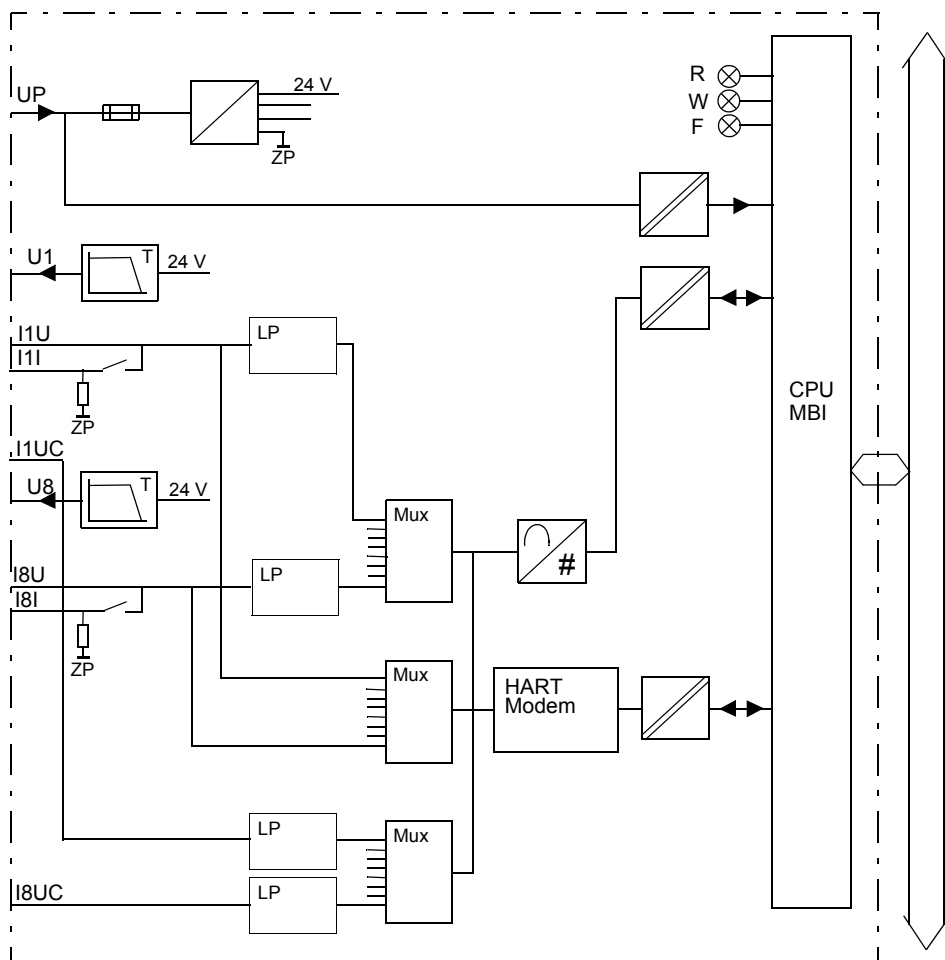 R
UP
24 V
W
F
ZP
U1
T
24 V
I1U
LP
I1I
CPU
MBI
ZP
I1UC
U8
T
24 V
Mux
#
I8U
LP
I8I
ZP
Mux
HART
Modem
LP
Mux
I8UC
LP